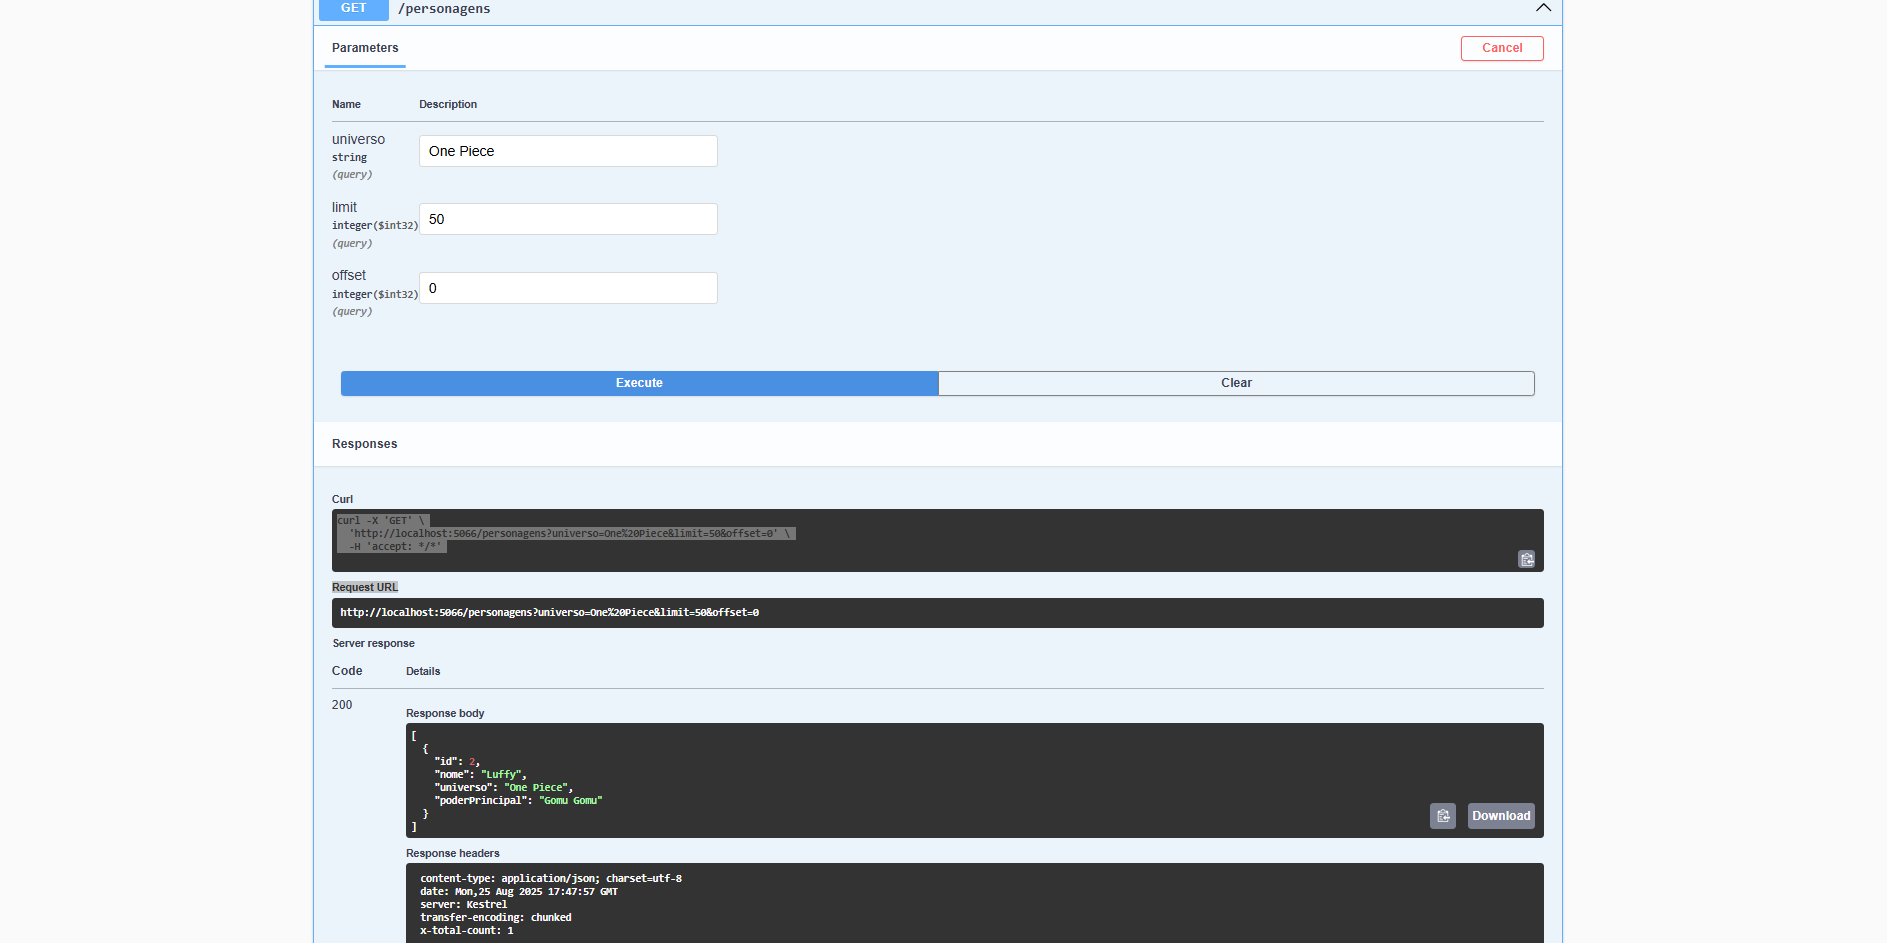 GET /personagens
Parameters
Cancel
Name Description
universo
string
(query)
One Piece
limit
integer($int32)
(query)
50
offset
integer($int32)
(query)
0
Execute
Clear
Responses
Curl
curl -X 'GET' \
'http://localhost:5066/personagens?universo=One%20Piece&limit=50&offset=0' \
-H 'accept: */*'
Request URL
http://localhost:5066/personagens?universo=One%20Piece&limit=50&offset=0
Server response
Code Details
200
Response body
[
{
"id": 2,
"nome": "Luffy",
"universo": "One Piece",
"poderPrincipal": "Gomu Gomu"
}
]
Download
Response headers
content-type: application/json; charset=utf-8
date: Mon,25 Aug 2025 17:47:57 GMT
server: Kestrel
transfer-encoding: chunked
x-total-count: 1